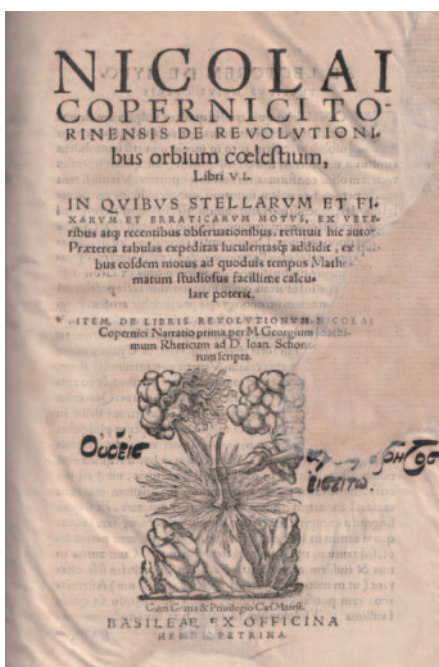 NICOLAI
COPERNICI TO-
RINENSIS DE REVOLVTIONI-
bus orbium cœleſtium,
Libri VI.
IN QVIBVS STELLARVM ET FI-
XARVM ET ERRATICARVM MOTVS, EX VETE-
ribus atq; recentibus obſeruationibus, reſtituit hic autor.
Præterea tabulas expeditas luculentasq; addidit, ex qui-
bus eoſdem motus ad quoduis tempus Mathe-
matum ſtudioſus facillime calcu-
lare poterit.
ITEM, DE LIBRIS REVOLVTIONVM NICOLAI
Copernici Narratio prima, per M. Georgium Ioachi-
mum Rheticum ad D. Ioan. Schone-
rum ſcripta.
Ουδεις
εισειτω.
Cum Gratia & Priuilegio Cæſ. Maieſt.
BASILEAE, EX OFFICINA
HENRICPETRINA.